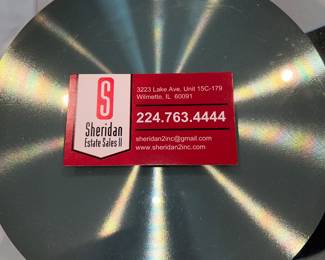 S
Sheridan
Estate Sales II
3223 Lake Ave. Unit 15C-179
Wilmette, IL 60091
224.763.4444
sheridan2inc@gmail.com
www.sheridan2inc.com